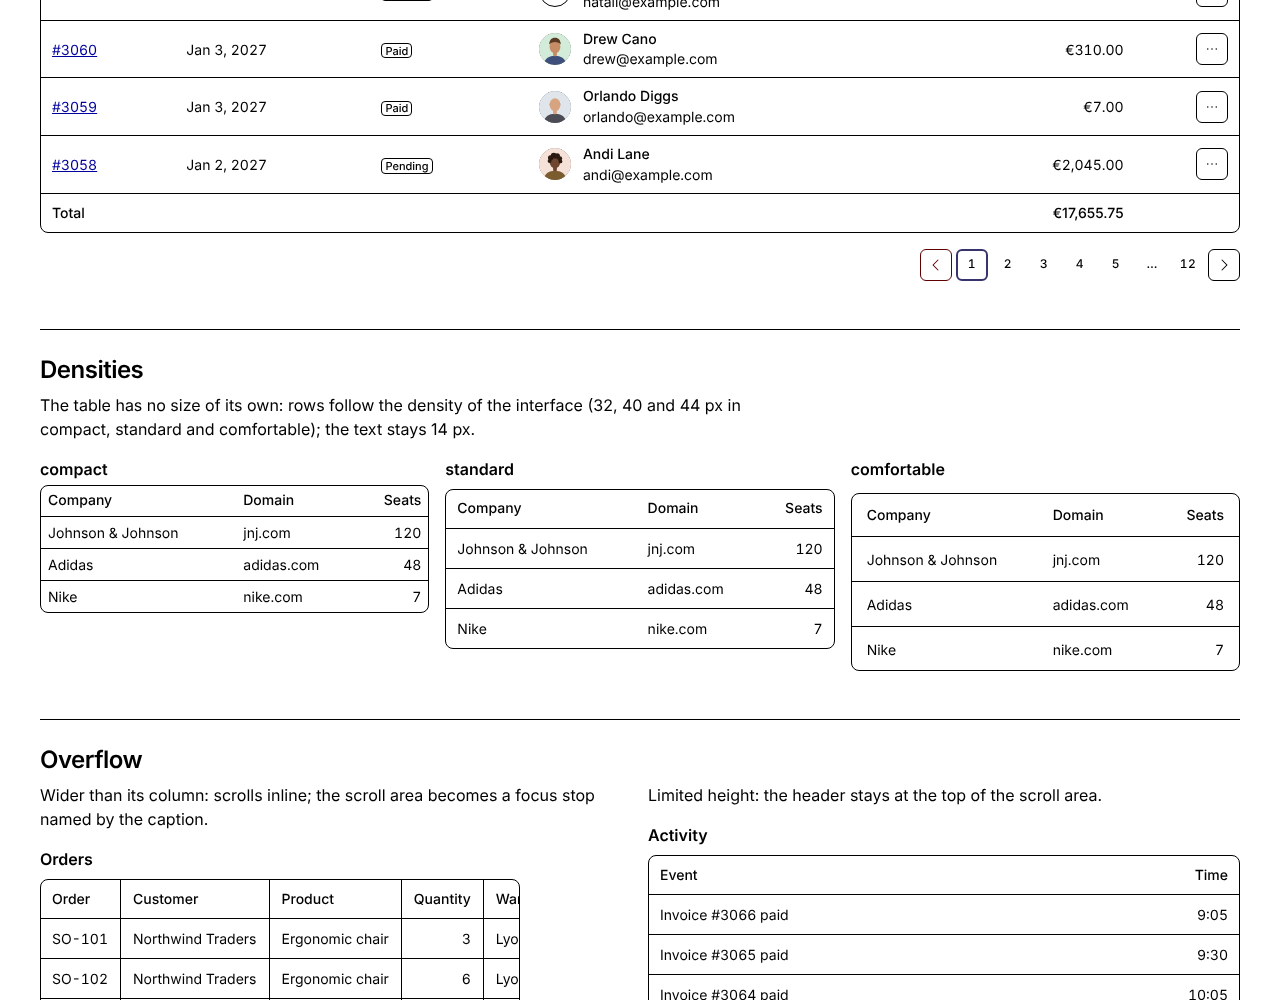 natali@example.com
#3060 Jan 3, 2027 Paid Drew Cano €310.00 ...
drew@example.com
#3059 Jan 3, 2027 Paid Orlando Diggs €7.00 ...
orlando@example.com
#3058 Jan 2, 2027 Pending Andi Lane €2,045.00 ...
andi@example.com
Total €17,655.75
1 2 3 4 5 ... 12
Densities
The table has no size of its own: rows follow the density of the interface (32, 40 and 44 px in
compact, standard and comfortable); the text stays 14 px.
compact
Company Domain Seats
Johnson & Johnson jnj.com 120
Adidas adidas.com 48
Nike nike.com 7
standard
Company Domain Seats
Johnson & Johnson jnj.com 120
Adidas adidas.com 48
Nike nike.com 7
comfortable
Company Domain Seats
Johnson & Johnson jnj.com 120
Adidas adidas.com 48
Nike nike.com 7
Overflow
Wider than its column: scrolls inline; the scroll area becomes a focus stop
named by the caption.
Orders
Order Customer Product Quantity
SO-101 Northwind Traders Ergonomic chair 3 Lyo
SO-102 Northwind Traders Ergonomic chair 6 Lyo
Limited height: the header stays at the top of the scroll area.
Activity
Event Time
Invoice #3066 paid 9:05
Invoice #3065 paid 9:30
Invoice #3064 paid 10:05